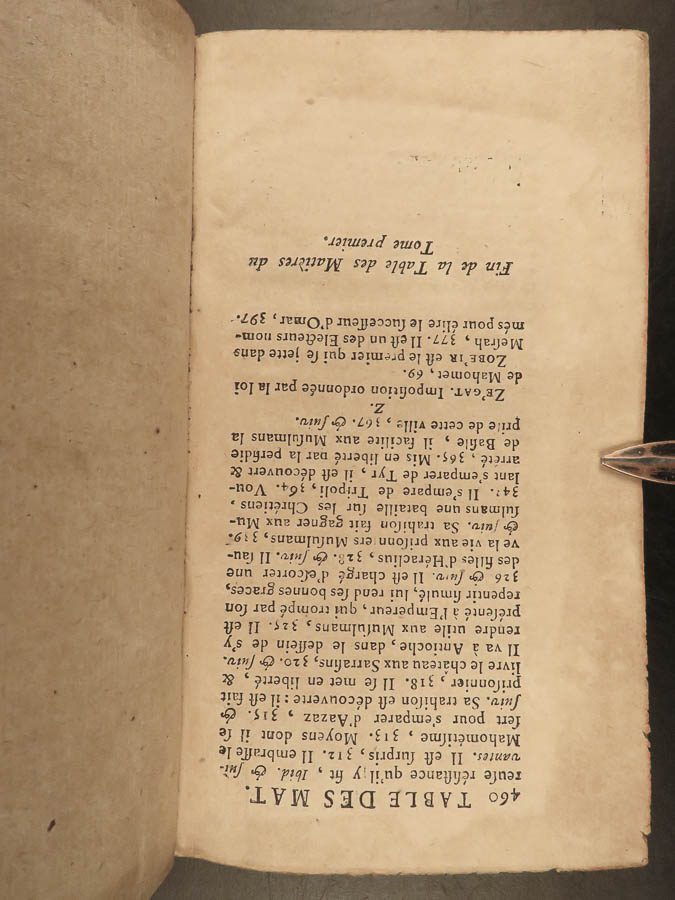 460 TABLE DES MAT.
reuſe réſiſtance qu'il y fit, Ibid. & ſui-
vantes. Il eſt ſurpris, 312. Il embraſſe le
Mahométiſme, 313. Moyens dont il ſe
ſert pour s'emparer d'Aazaz, 315. &
ſuiv. Sa trahiſon eſt découverte : il eſt fait
priſonnier, 318. Il ſe met en liberté, &
livre le château aux Sarraſins, 320. & ſuiv.
Il va à Antioche, dans le deſſein de s'y
rendre utile aux Muſulmans, 325. Il eſt
préſenté à l'Empereur, qui trompé par ſon
repentir ſimulé, lui rend ſes bonnes graces,
326 & ſuiv. Il eſt chargé d'eſcorter une
des filles d'Héraclius, 328. & ſuiv. Il ſau-
ve la vie aux priſonniers Muſulmans, 339.
& ſuiv. Sa trahiſon fait gagner aux Mu-
ſulmans une bataille ſur les Chrétiens,
341. Il s'empare de Tripoli, 364. Vou-
lant s'emparer de Tyr, il eſt découvert &
arrêté, 365. Mis en liberté par la perfidie
de Baſile, il facilite aux Muſulmans la
priſe de cette ville, 367. & ſuiv.
Z.
ZE'GAT. Impoſition ordonnée par la loi
de Mahomet, 69.
ZOBE'IR eſt le premier qui ſe jette dans
Meſrah, 377. Il eſt un des Electeurs nom-
més pour élire le ſucceſſeur d'Omar, 397.
Fin de la Table des Matières du
Tome premier.